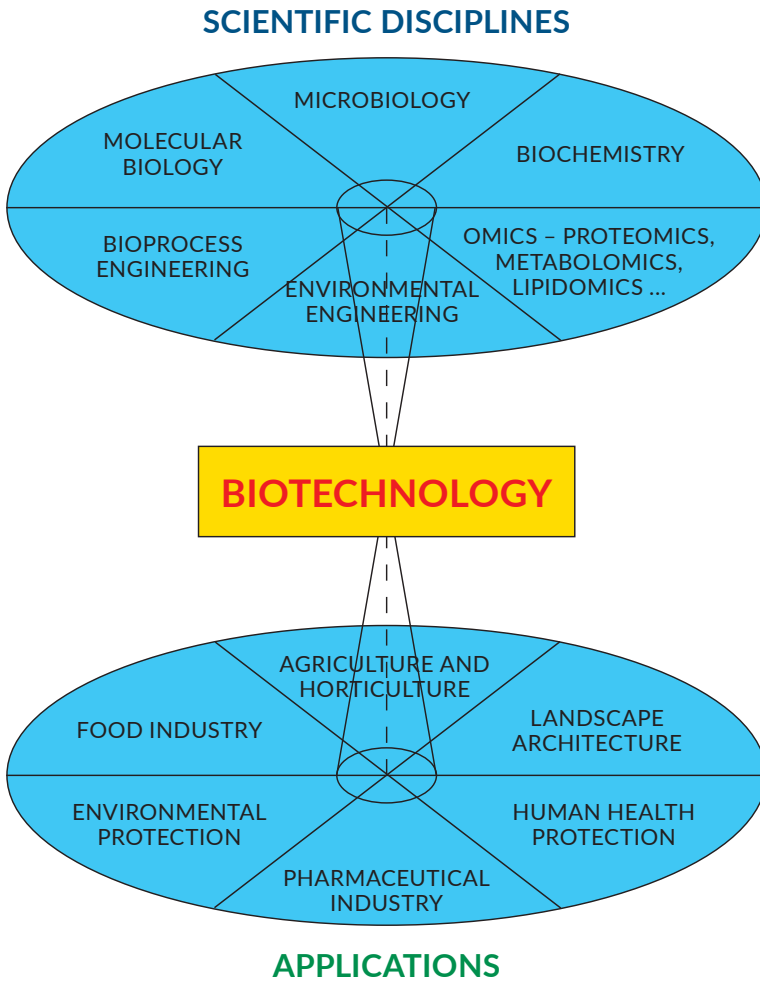 SCIENTIFIC DISCIPLINES
MICROBIOLOGY
MOLECULAR
BIOLOGY
BIOCHEMISTRY
BIOPROCESS
ENGINEERING
OMICS – PROTEOMICS,
METABOLOMICS,
LIPIDOMICS ...
ENVIRONMENTAL
ENGINEERING
BIOTECHNOLOGY
AGRICULTURE AND
HORTICULTURE
FOOD INDUSTRY
LANDSCAPE
ARCHITECTURE
ENVIRONMENTAL
PROTECTION
HUMAN HEALTH
PROTECTION
PHARMACEUTICAL
INDUSTRY
APPLICATIONS